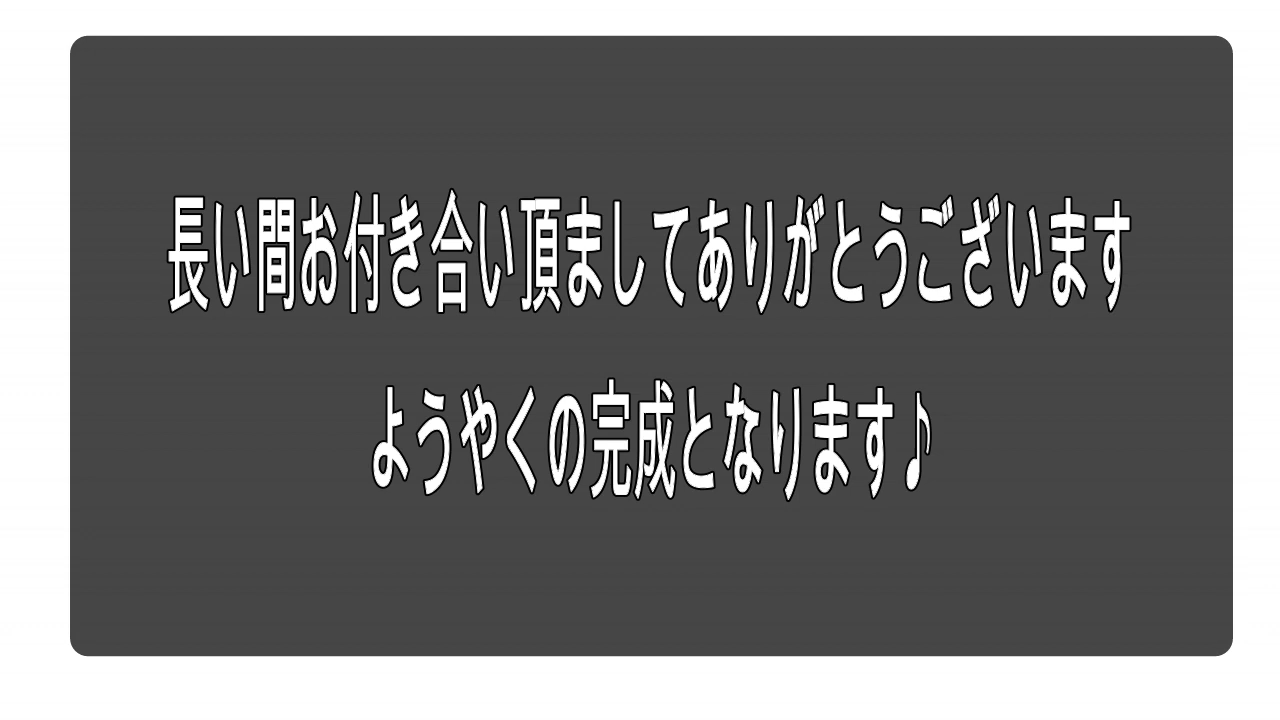 長い間お付き合い頂ましてありがとうございます
ようやくの完成となります♪